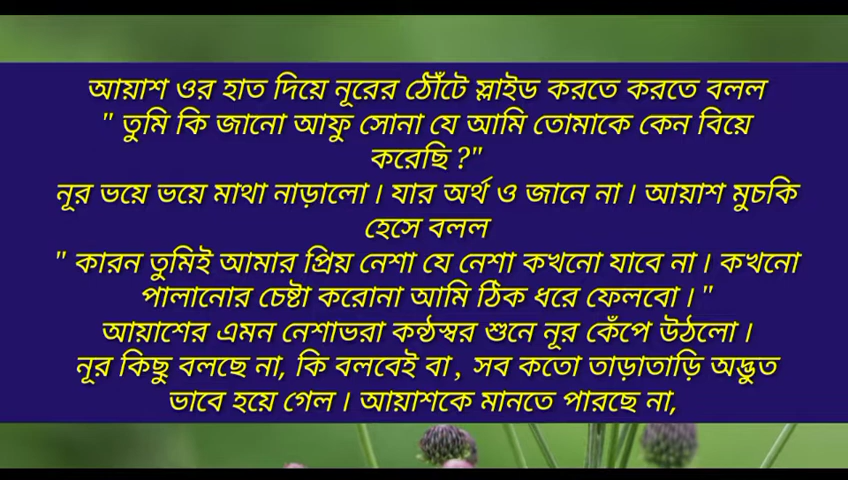 আয়াশ ওর হাত দিয়ে নূরের ঠোঁটে স্লাইড করতে করতে বলল
" তুমি কি জানো আফু সোনা যে আমি তোমাকে কেন বিয়ে
করেছি ?"
নূর ভয়ে ভয়ে মাথা নাড়ালো । যার অর্থ ও জানে না । আয়াশ মুচকি
হেসে বলল
" কারন তুমিই আমার প্রিয় নেশা যে নেশা কখনো যাবে না । কখনো
পালানোর চেষ্টা করোনা আমি ঠিক ধরে ফেলবো । "
আয়াশের এমন নেশাভরা কন্ঠস্বর শুনে নূর কেঁপে উঠলো ।
নূর কিছু বলছে না, কি বলবেই বা , সব কতো তাড়াতাড়ি অদ্ভুত
ভাবে হয়ে গেল । আয়াশকে মানতে পারছে না,